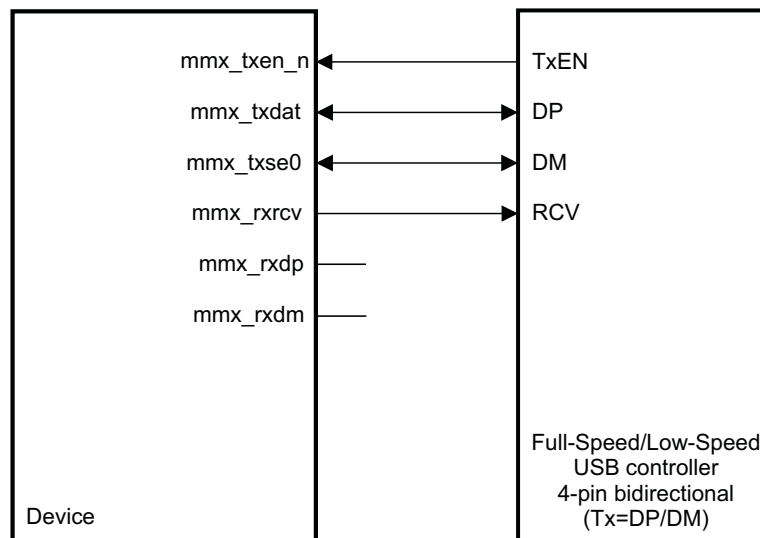 mmx_txen_n TxEN
mmx_txdat DP
mmx_txse0 DM
mmx_rxrcv RCV
mmx_rxdp
mmx_rxdm
Full-Speed/Low-Speed
USB controller
4-pin bidirectional
(Tx=DP/DM)
Device